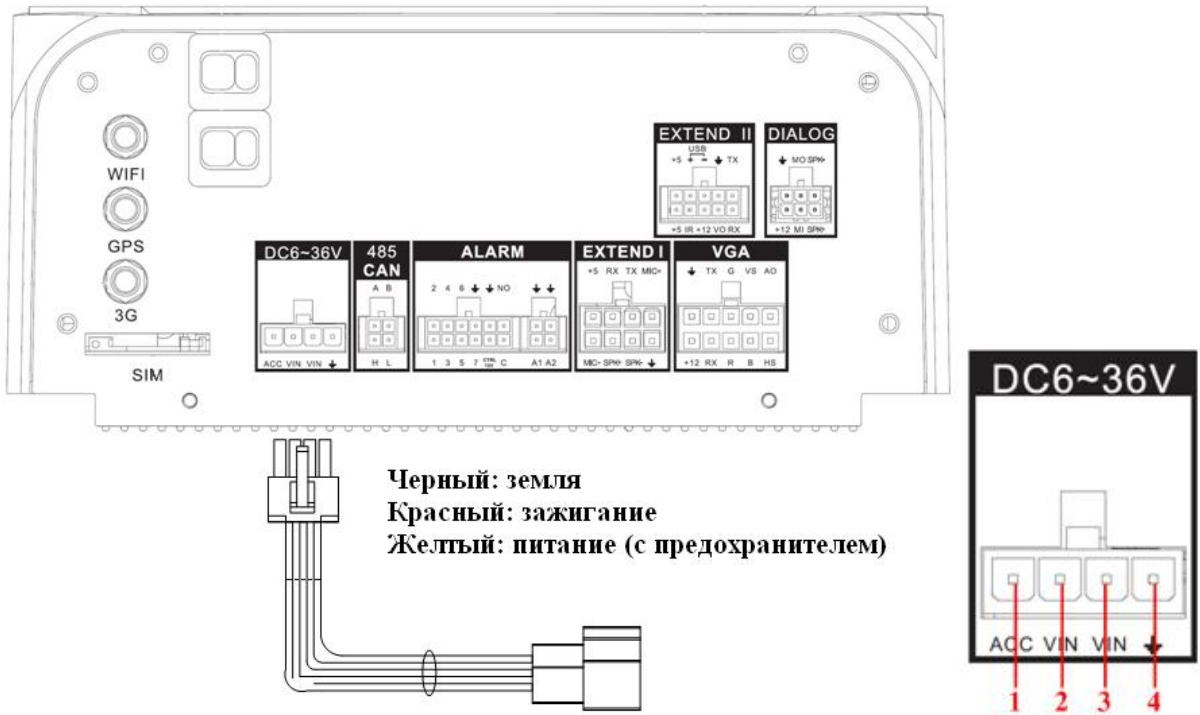 WIFI
GPS
3G
SIM
EXTEND II
USB
+5 + − ⏚ TX
+5 IR +12 VO RX
DIALOG
⏚ MO SPK+
+12 MI SPK-
DC6~36V
ACC VIN VIN ⏚
485
CAN
A B
H L
ALARM
2 4 6 ⏚ ⏚ NO ⏚ ⏚
1 3 5 7 CTRL 12V C A1 A2
EXTEND I
+5 RX TX MIC+
MIC- SPK+ SPK- ⏚
VGA
⏚ TX G VS AO
+12 RX R B HS
Черный: земля
Красный: зажигание
Желтый: питание (с предохранителем)
DC6~36V
ACC VIN VIN ⏚
1 2 3 4